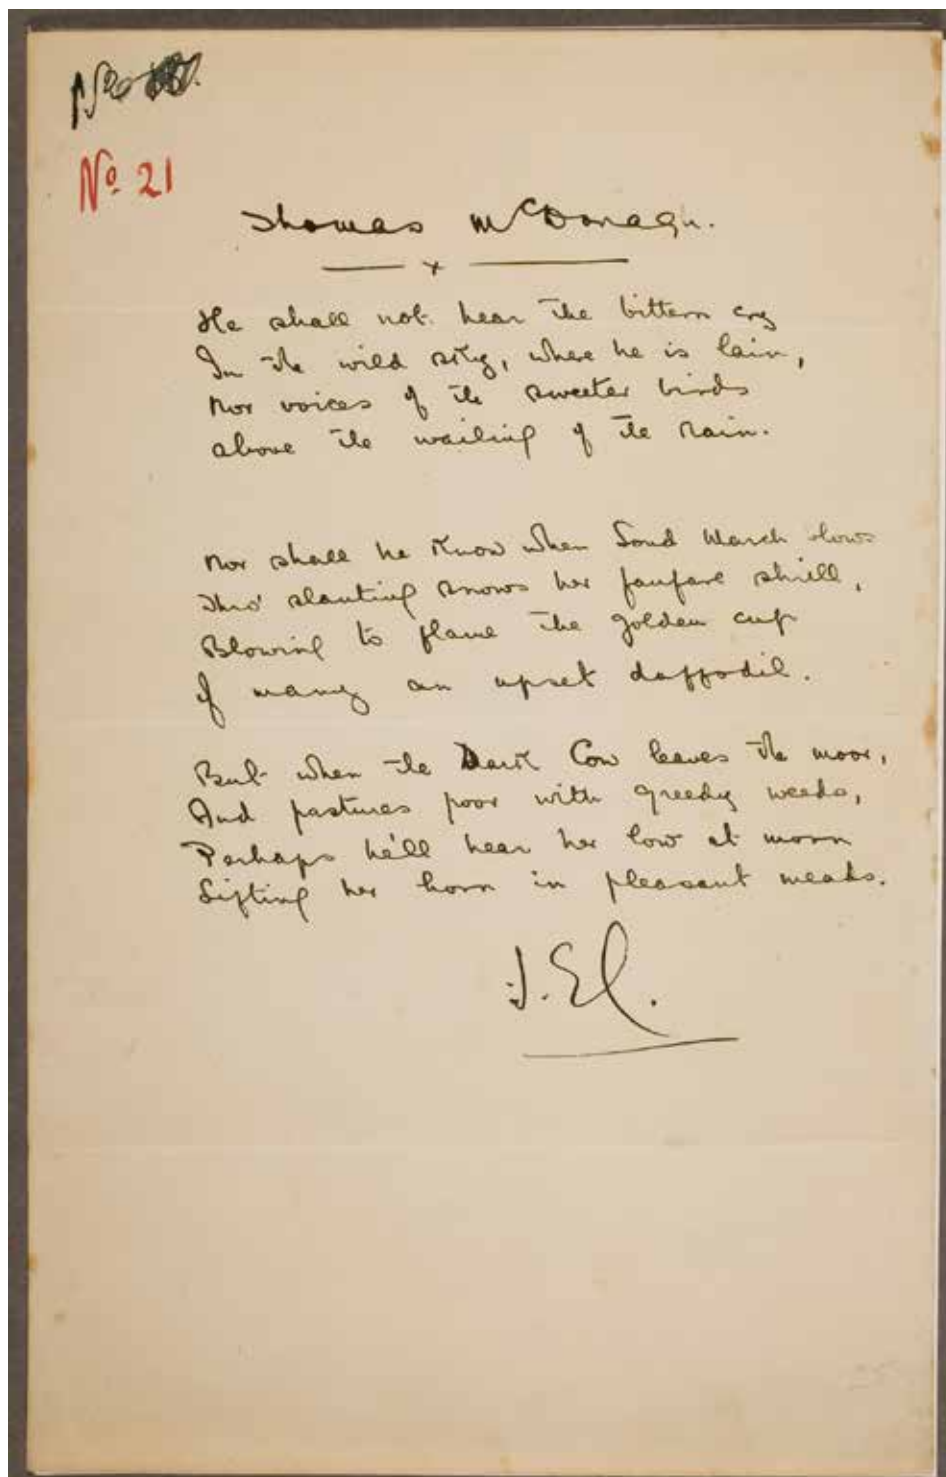 No
No. 21
Thomas McDonagh.
x
He shall not hear the bittern cry
In the wild sky, where he is lain,
Nor voices of the sweeter birds
above the wailing of the rain.
Nor shall he know when loud March blows
Thro' slanting snows her fanfare shrill,
Blowing to flame the golden cup
Of many an upset daffodil.
But when the Dark Cow leaves the moor,
And pastures poor with greedy weeds,
Perhaps he'll hear her low at morn
Lifting her horn in pleasant meads.
25